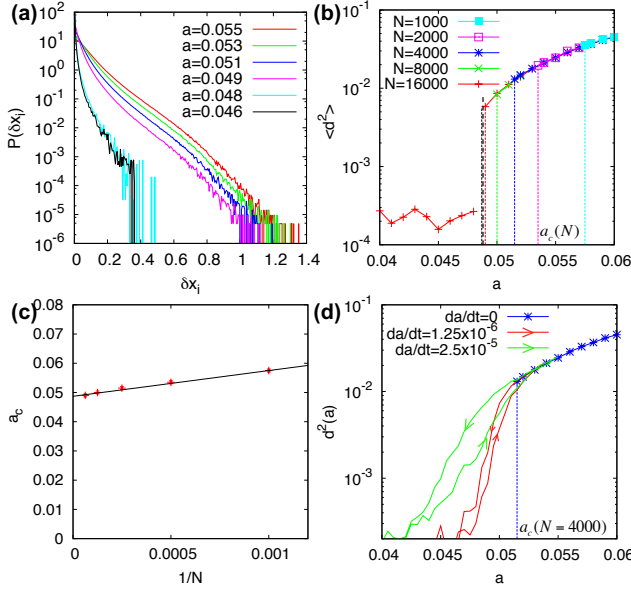 (a)
a=0.055
a=0.053
a=0.051
a=0.049
a=0.048
a=0.046
P(δxᵢ)
10²
10¹
10⁰
10⁻¹
10⁻²
10⁻³
10⁻⁴
10⁻⁵
10⁻⁶
0 0.2 0.4 0.6 0.8 1.0 1.2 1.4
δxᵢ
(b)
N=1000
N=2000
N=4000
N=8000
N=16000
<d²>
10⁻¹
10⁻²
10⁻³
10⁻⁴
a_c(N)
0.04 0.05 0.06
a
(c)
a_c
0.08
0.07
0.06
0.05
0.04
0.03
0.02
0.01
0.00
0 0.0005 0.001
1/N
(d)
da/dt=0
da/dt=1.25x10⁻⁶
da/dt=2.5x10⁻⁵
d²(a)
10⁻¹
10⁻²
10⁻³
a_c(N = 4000)
0.04 0.045 0.05 0.055 0.06
a